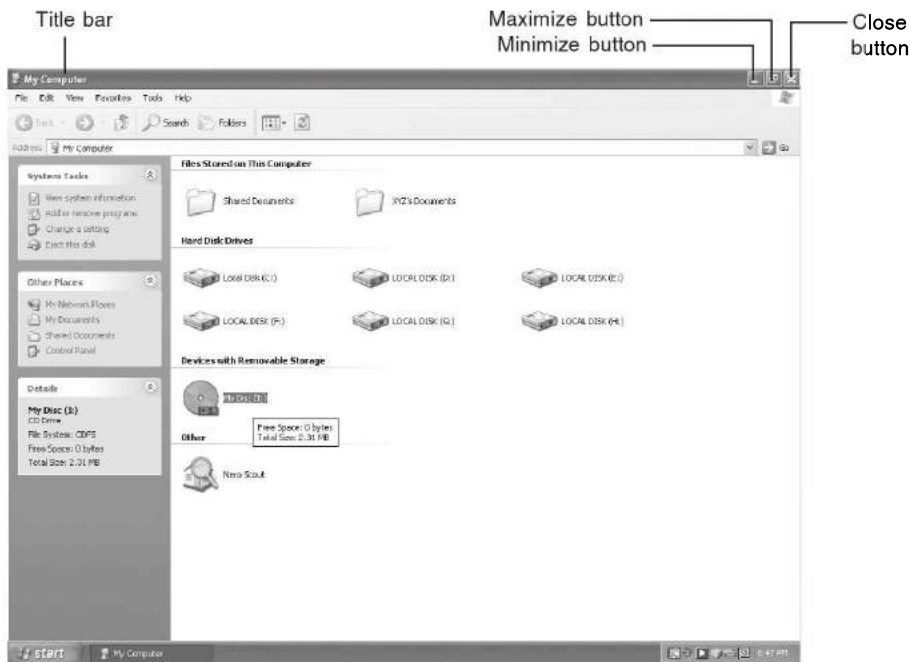 Title bar
Maximize button
Minimize button
Close
button
My Computer
File Edit View Favorites Tools Help
Back Search Folders
Address My Computer Go
System Tasks
View system information
Add or remove programs
Change a setting
Eject this disk
Other Places
My Network Places
My Documents
Shared Documents
Control Panel
Details
My Disc (I:)
CD Drive
File System: CDFS
Free Space: 0 bytes
Total Size: 2.31 MB
Files Stored on This Computer
Shared Documents
XYZ's Documents
Hard Disk Drives
Local Disk (C:)
LOCAL DISK (D:)
LOCAL DISK (E:)
LOCAL DISK (F:)
LOCAL DISK (G:)
LOCAL DISK (H:)
Devices with Removable Storage
My Disc (I:)
Free Space: 0 bytes
Total Size: 2.31 MB
Other
Nero Scout
start My Computer